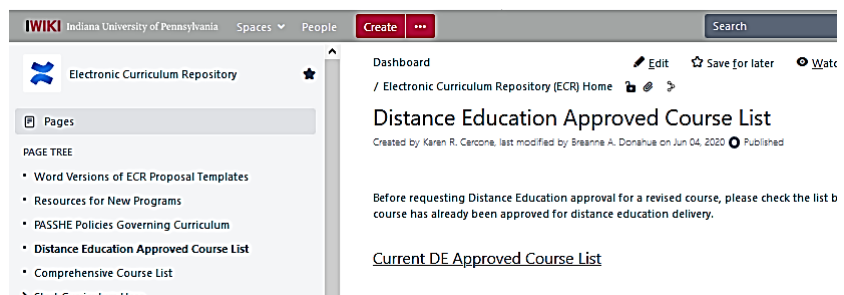 IWIKI Indiana University of Pennsylvania Spaces People Create ••• Search
Electronic Curriculum Repository
Pages
PAGE TREE
• Word Versions of ECR Proposal Templates
• Resources for New Programs
• PASSHE Policies Governing Curriculum
• Distance Education Approved Course List
• Comprehensive Course List
Dashboard Edit Save for later Watc
/ Electronic Curriculum Repository (ECR) Home
Distance Education Approved Course List
Created by Karen R. Cercone, last modified by Breanne A. Donahue on Jun 04, 2020 Published
Before requesting Distance Education approval for a revised course, please check the list b
course has already been approved for distance education delivery.
Current DE Approved Course List